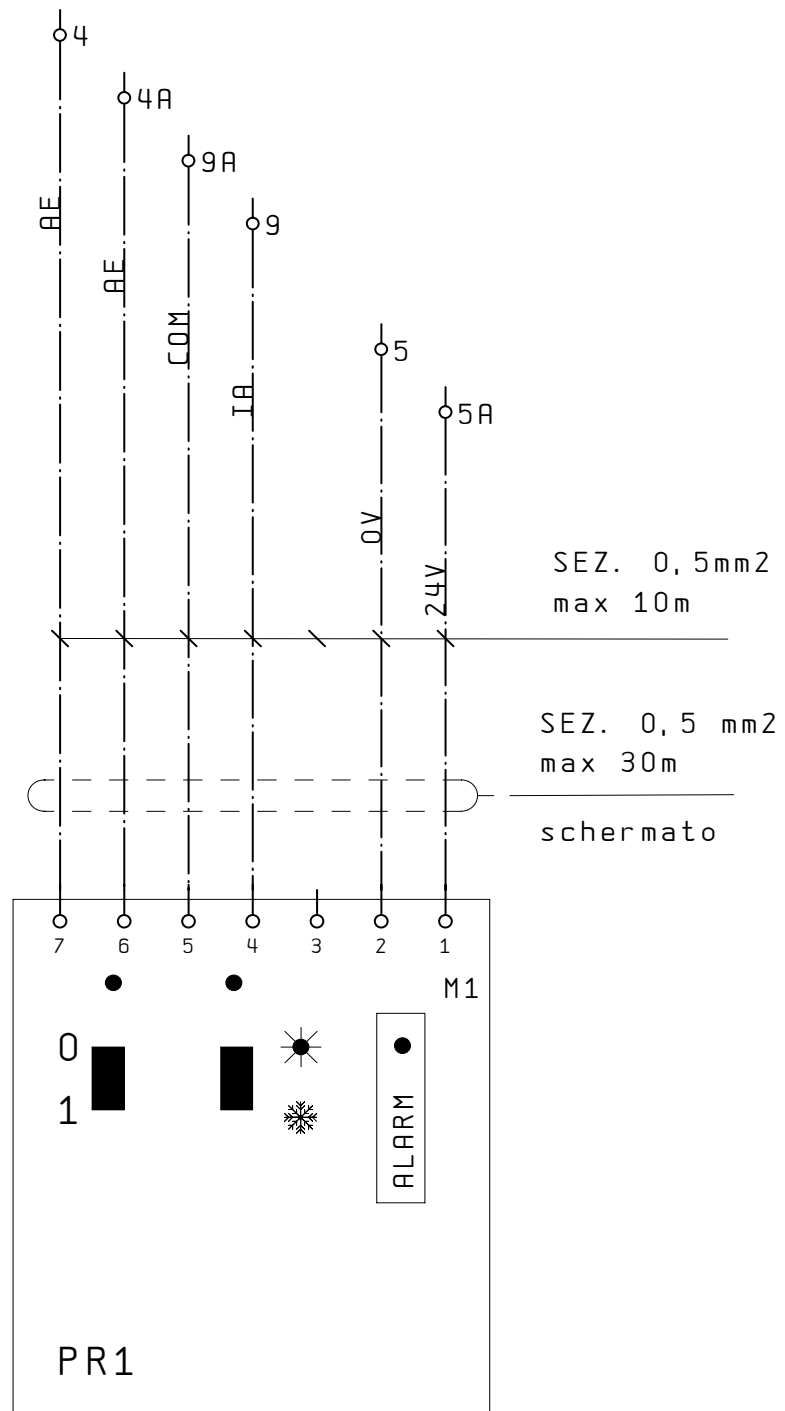 4
4A
9A
9
5
5A
AE
AE
COM
IA
0V
24V
SEZ. 0,5mm2
max 10m
SEZ. 0,5 mm2
max 30m
schermato
7 6 5 4 3 2 1
M1
0
1
ALARM
PR1